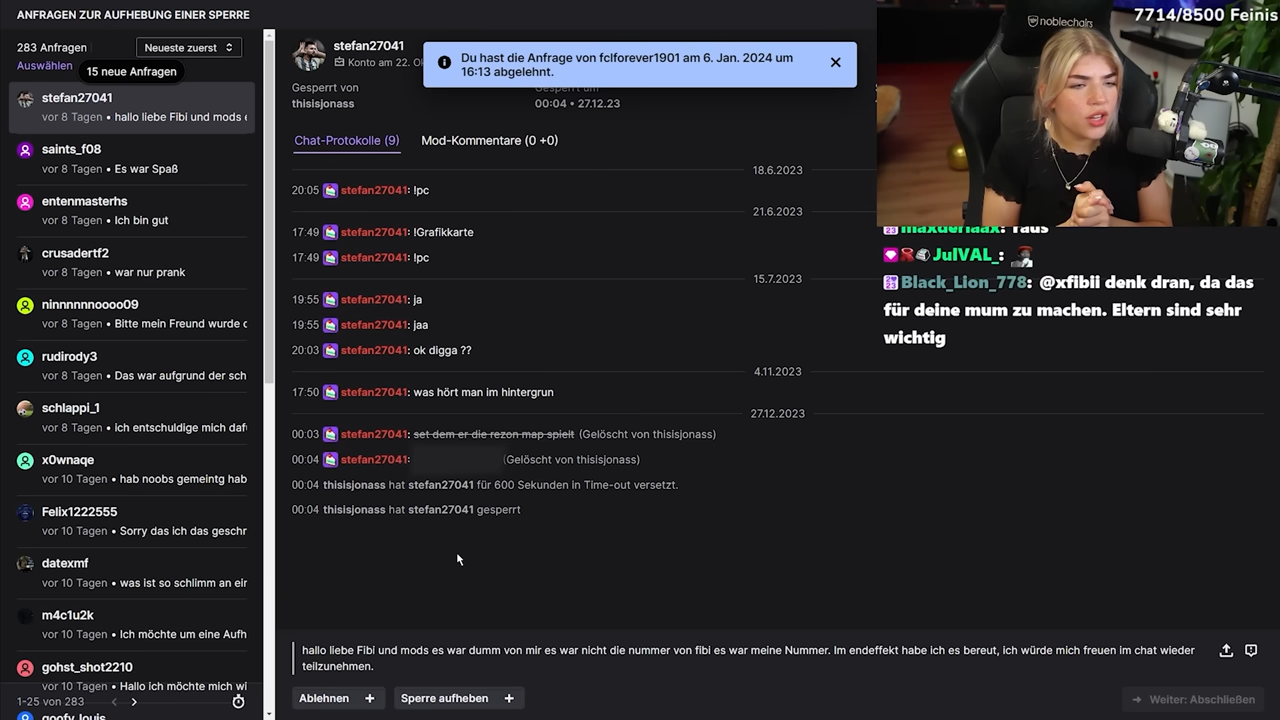 ANFRAGEN ZUR AUFHEBUNG EINER SPERRE
283 Anfragen
Neueste zuerst
Auswählen
15 neue Anfragen
stefan27041
vor 8 Tagen • hallo liebe Fibi und mods e
saints_f08
vor 8 Tagen • Es war Spaß
entenmasterhs
vor 8 Tagen • Ich bin gut
crusadertf2
vor 8 Tagen • war nur prank
ninnnnnnoooo09
vor 8 Tagen • Bitte mein Freund wurde
rudirody3
vor 8 Tagen • Das war aufgrund der sch
schlappi_1
vor 8 Tagen • ich entschuldige mich
x0wnaqe
vor 10 Tagen • hab noobs gemeintg hab
Felix1222555
vor 10 Tagen • Sorry das ich das geschr
datexmf
vor 10 Tagen • was ist so slimm an ein
m4c1u2k
vor 10 Tagen • Ich möchte um eine Aufh
gohst_shot2210
vor 10 Tagen • Hallo ich möchte mich wi
1-25 von 283
goofy_louis
stefan27041
Konto am 22. Ok
Du hast die Anfrage von fclforever1901 am 6. Jan. 2024 um
16:13 abgelehnt.
Gesperrt von
thisisjonass
Gesperrt um
00:04 • 27.12.23
Chat-Protokolle (9)
Mod-Kommentare (0 +0)
18.6.2023
20:05 stefan27041: !pc
21.6.2023
17:49 stefan27041: !Grafikkarte
17:49 stefan27041: !pc
15.7.2023
19:55 stefan27041: ja
19:55 stefan27041: jaa
20:03 stefan27041: ok digga ??
4.11.2023
17:50 stefan27041: was hört man im hintergrun
27.12.2023
00:03 stefan27041: set dem er die rezon map spielt (Gelöscht von thisisjonass)
00:04 stefan27041: (Gelöscht von thisisjonass)
00:04 thisisjonass hat stefan27041 für 600 Sekunden in Time-out versetzt.
00:04 thisisjonass hat stefan27041 gesperrt
hallo liebe Fibi und mods es war dumm von mir es war nicht die nummer von fibi es war meine Nummer. Im endeffekt habe ich es bereut, ich würde mich freuen im chat wieder
teilzunehmen.
Ablehnen +
Sperre aufheben +
Weiter: Abschließen
noblechairs
7714/8500 Feinis
maxderlaax: raus
JulVAL_:
Black_Lion_778: @xfibii denk dran, da das
für deine mum zu machen. Eltern sind sehr
wichtig